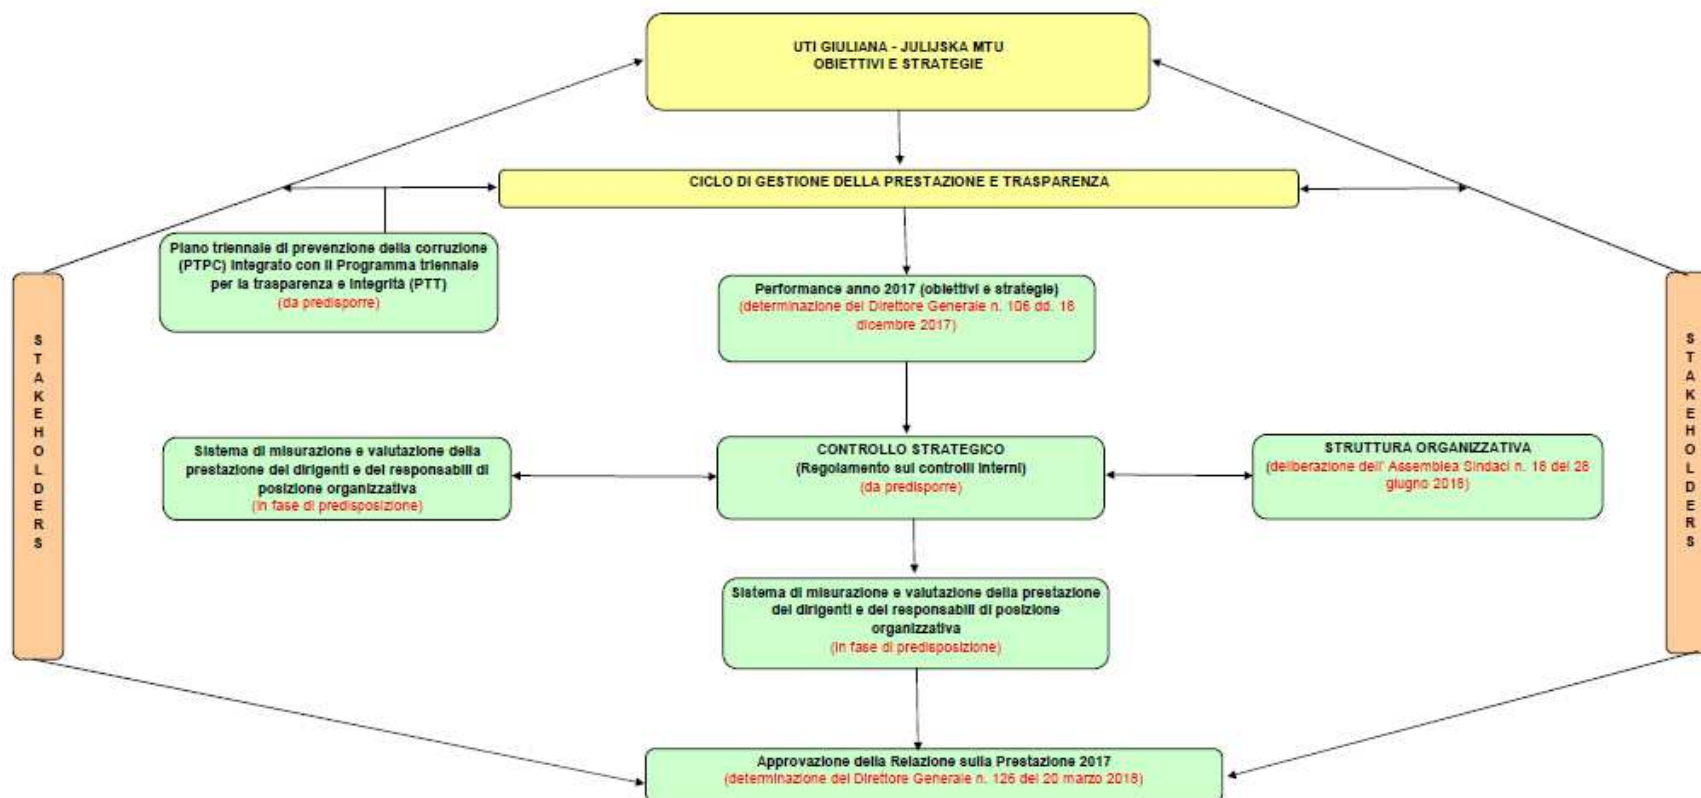 UTI GIULIANA - JULIJSKA MTU
OBIETTIVI E STRATEGIE
CICLO DI GESTIONE DELLA PRESTAZIONE E TRASPARENZA
Piano triennale di prevenzione della corruzione
(PTPC) integrato con il Programma triennale
per la trasparenza e integrità (PTT)
(da predisporre)
Performance anno 2017 (obiettivi e strategie)
(determinazione del Direttore Generale n. 106 dd. 18
dicembre 2017)
STAKEHOLDERS
STAKEHOLDERS
Sistema di misurazione e valutazione della
prestazione dei dirigenti e dei responsabili di
posizione organizzativa
(in fase di predisposizione)
CONTROLLO STRATEGICO
(Regolamento sui controlli interni)
(da predisporre)
STRUTTURA ORGANIZZATIVA
(deliberazione dell' Assemblea Sindaci n. 18 del 28
giugno 2018)
Sistema di misurazione e valutazione della prestazione
dei dirigenti e dei responsabili di posizione
organizzativa
(in fase di predisposizione)
Approvazione della Relazione sulla Prestazione 2017
(determinazione del Direttore Generale n. 126 del 20 marzo 2018)